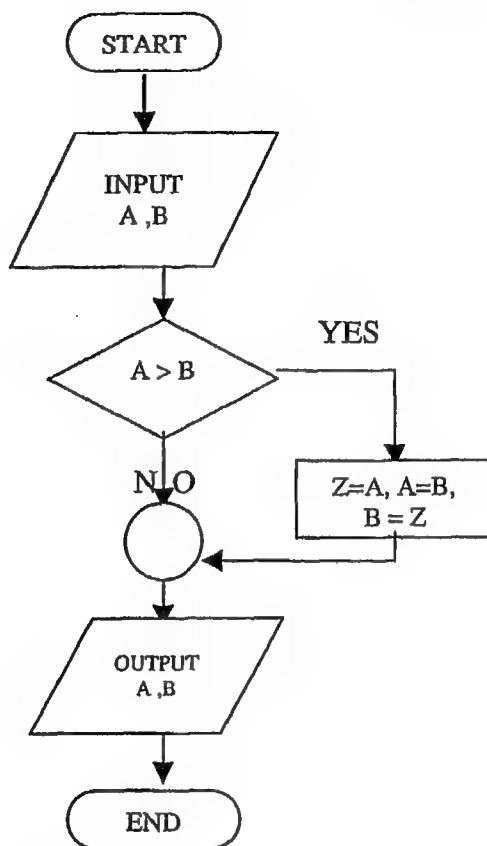 START
INPUT
A ,B
YES
A > B
N O
Z=A, A=B,
B = Z
OUTPUT
A ,B
END